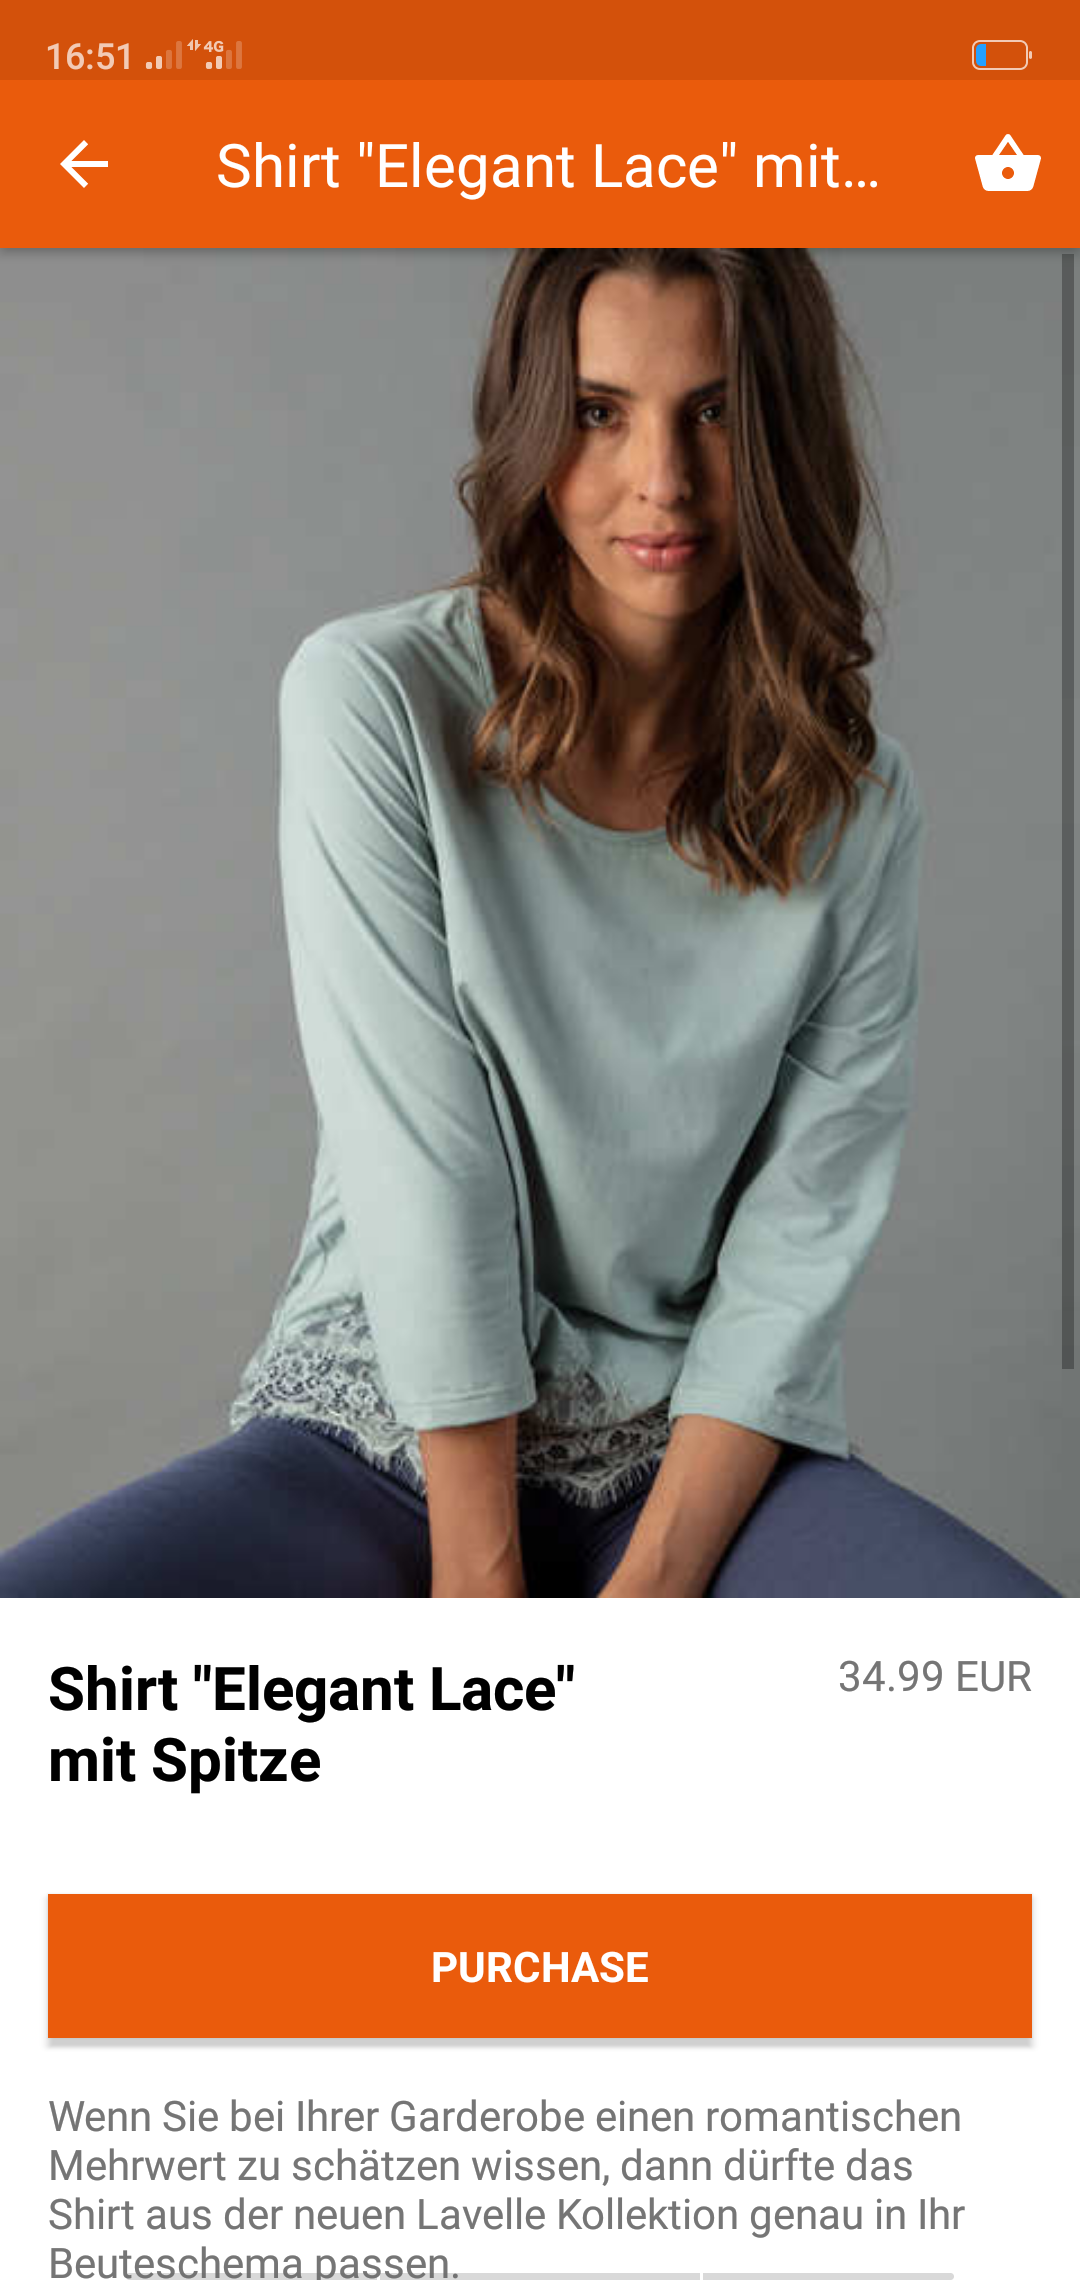 16:51 4G
Shirt "Elegant Lace" mit...
Shirt "Elegant Lace"
mit Spitze
34.99 EUR
PURCHASE
Wenn Sie bei Ihrer Garderobe einen romantischen
Mehrwert zu schätzen wissen, dann dürfte das
Shirt aus der neuen Lavelle Kollektion genau in Ihr
Beuteschema passen.